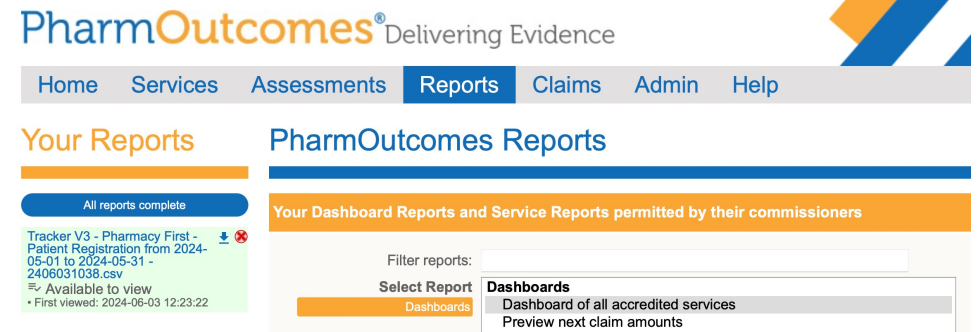 PharmOutcomes® Delivering Evidence
Home Services Assessments Reports Claims Admin Help
Your Reports
PharmOutcomes Reports
All reports complete
Your Dashboard Reports and Service Reports permitted by their commissioners
Tracker V3 - Pharmacy First -
Patient Registration from 2024-
05-01 to 2024-05-31 -
2406031038.csv
Available to view
• First viewed: 2024-06-03 12:23:22
Filter reports:
Select Report
Dashboards
Dashboards
Dashboard of all accredited services
Preview next claim amounts